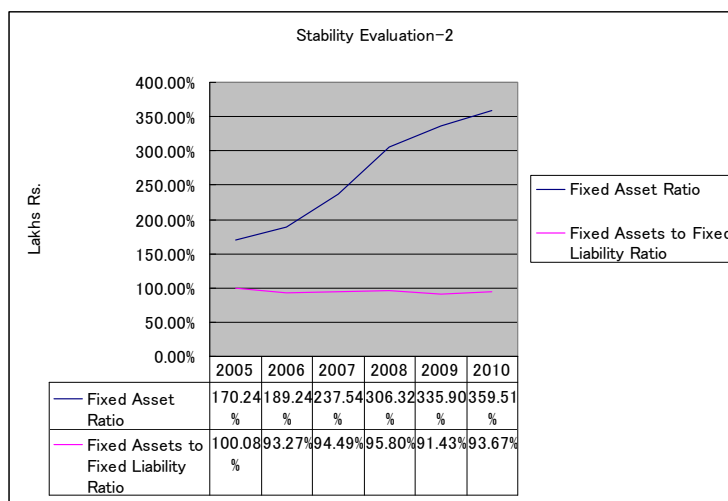 Stability Evaluation-2
Lakhs Rs.
400.00%
350.00%
300.00%
250.00%
200.00%
150.00%
100.00%
50.00%
0.00%
Fixed Asset Ratio
Fixed Assets to Fixed
Liability Ratio
2005 2006 2007 2008 2009 2010
Fixed Asset
Ratio
170.24
%
189.24
%
237.54
%
306.32
%
335.90
%
359.51
%
Fixed Assets to
Fixed Liability
Ratio
100.08
%
93.27% 94.49% 95.80% 91.43% 93.67%